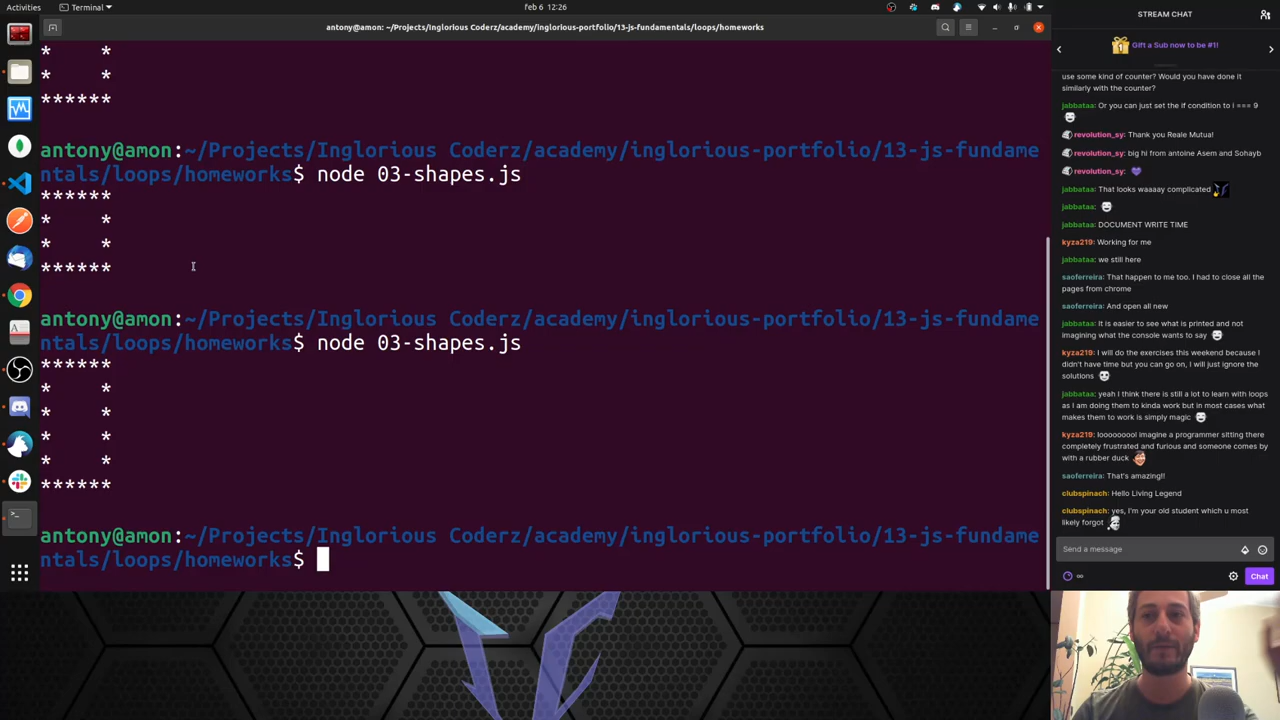 Activities
Terminal
feb 6 12:26
antony@amon: ~/Projects/Inglorious Coderz/academy/inglorious-portfolio/13-js-fundamentals/loops/homeworks
*     *
*     *
******
antony@amon:~/Projects/Inglorious Coderz/academy/inglorious-portfolio/13-js-fundame
ntals/loops/homeworks$ node 03-shapes.js
******
*     *
*     *
******
antony@amon:~/Projects/Inglorious Coderz/academy/inglorious-portfolio/13-js-fundame
ntals/loops/homeworks$ node 03-shapes.js
******
*     *
*     *
*     *
*     *
******
antony@amon:~/Projects/Inglorious Coderz/academy/inglorious-portfolio/13-js-fundame
ntals/loops/homeworks$
STREAM CHAT
Gift a Sub now to be #1!
use some kind of counter? Would you have done it
similarly with the counter?
jabbataa: Or you can just set the if condition to i === 9
revolution_sy: Thank you Reale Mutua!
revolution_sy: big hi from antoine Asem and Sohayb
revolution_sy:
jabbataa: That looks waaaay complicated
jabbataa:
jabbataa: DOCUMENT WRITE TIME
kyza219: Working for me
jabbataa: we still here
saoferreira: That happen to me too. I had to close all the
pages from chrome
saoferreira: And open all new
jabbataa: It is easier to see what is printed and not
imagining what the console wants to say
kyza219: I will do the exercises this weekend because I
didn't have time but you can go on, I will just ignore the
solutions
jabbataa: yeah I think there is still a lot to learn with loops
as I am doing them to kinda work but in most cases what
makes them to work is simply magic
kyza219: looooooool imagine a programmer sitting there
completely frustrated and furious and someone comes by
with a rubber duck
saoferreira: That's amazing!!
clubspinach: Hello Living Legend
clubspinach: yes, I'm your old student which u most
likely forgot
Send a message
∞
Chat